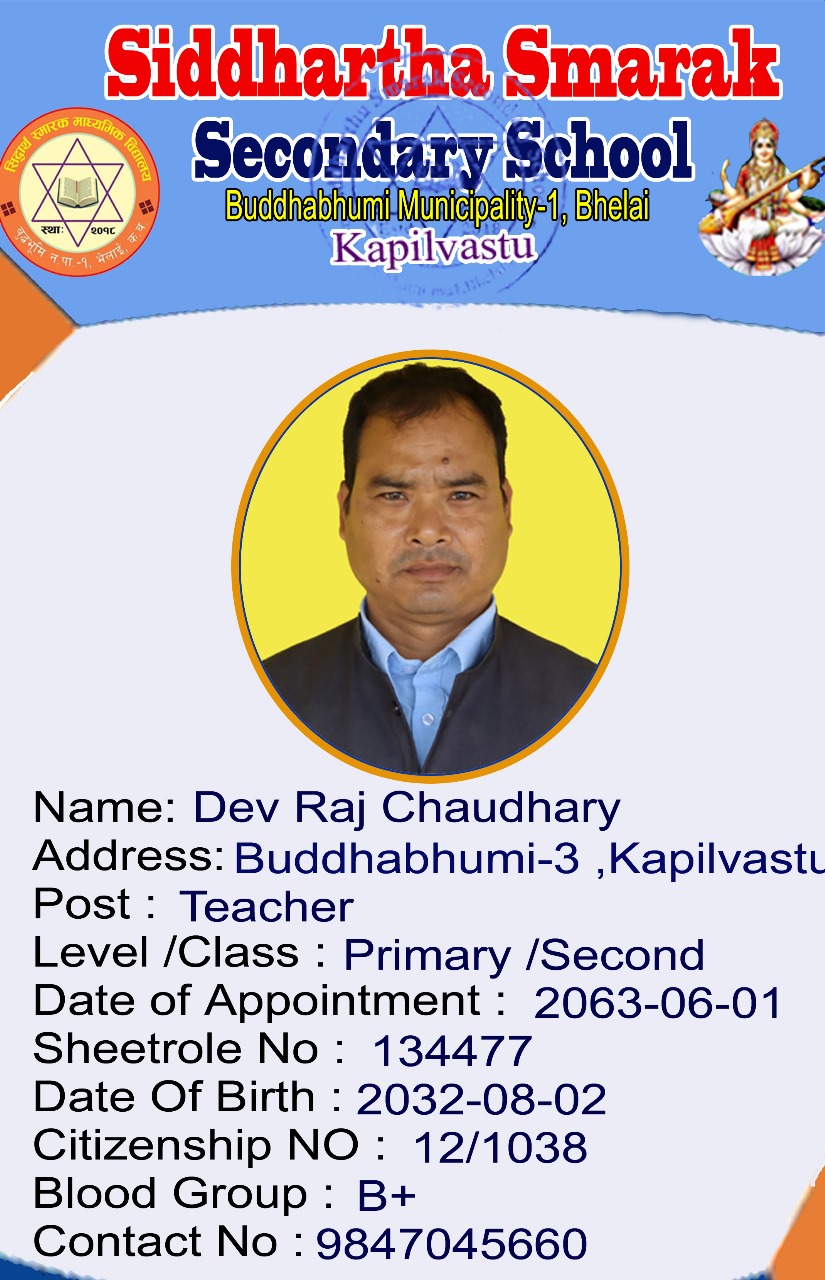 Siddhartha Smarak
Secondary School
Buddhabhumi Municipality-1, Bhelai
Kapilvastu
सिद्धार्थ स्मारक माध्यमिक विद्यालय
स्थाः २०१८
बुद्धभूमि न.पा.-१, भेलाई, क.व.
Name: Dev Raj Chaudhary
Address: Buddhabhumi-3 ,Kapilvastu
Post : Teacher
Level /Class : Primary /Second
Date of Appointment : 2063-06-01
Sheetrole No : 134477
Date Of Birth : 2032-08-02
Citizenship NO : 12/1038
Blood Group : B+
Contact No : 9847045660